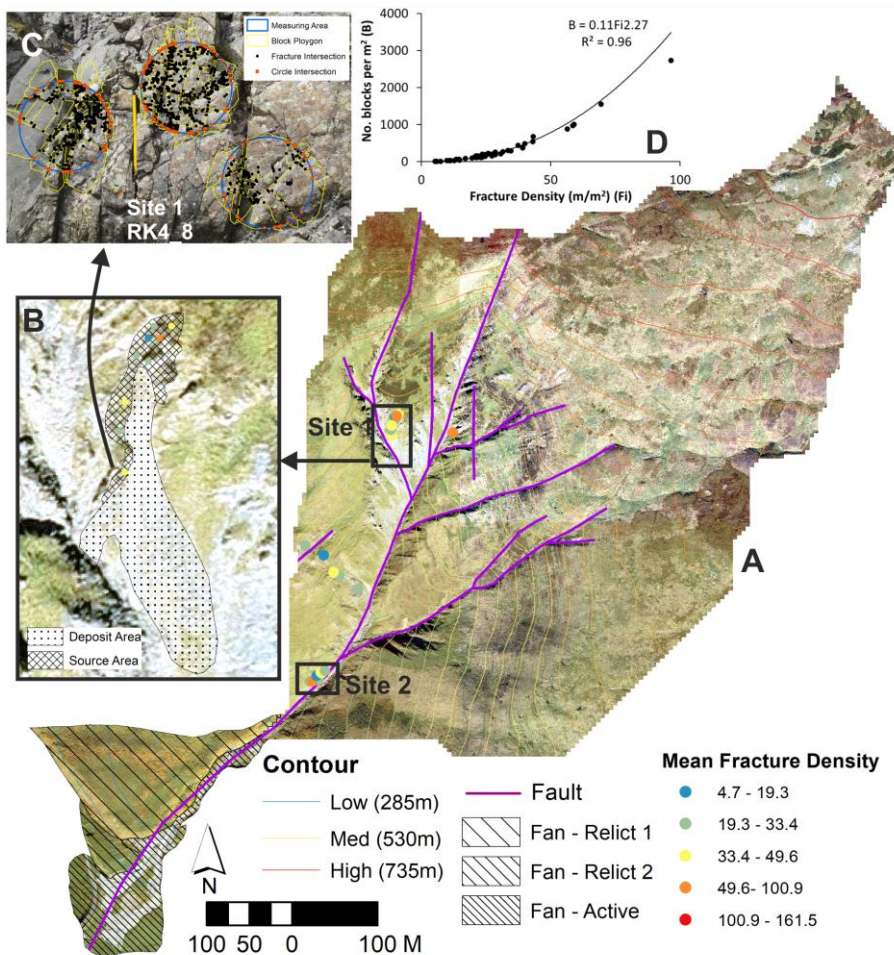 C
Measuring Area
Block Ploygon
Fracture Intersection
Circle Intersection
Site 1
RK4_8
B = 0.11Fi2.27
R² = 0.96
No. blocks per m² (B)
4000
3000
2000
1000
0
0
50
100
D
Fracture Density (m/m²) (Fi)
B
Deposit Area
Source Area
Site 1
A
Site 2
Contour
Low (285m)
Med (530m)
High (735m)
N
100 50 0 100 M
Fault
Fan - Relict 1
Fan - Relict 2
Fan - Active
Mean Fracture Density
4.7 - 19.3
19.3 - 33.4
33.4 - 49.6
49.6- 100.9
100.9 - 161.5